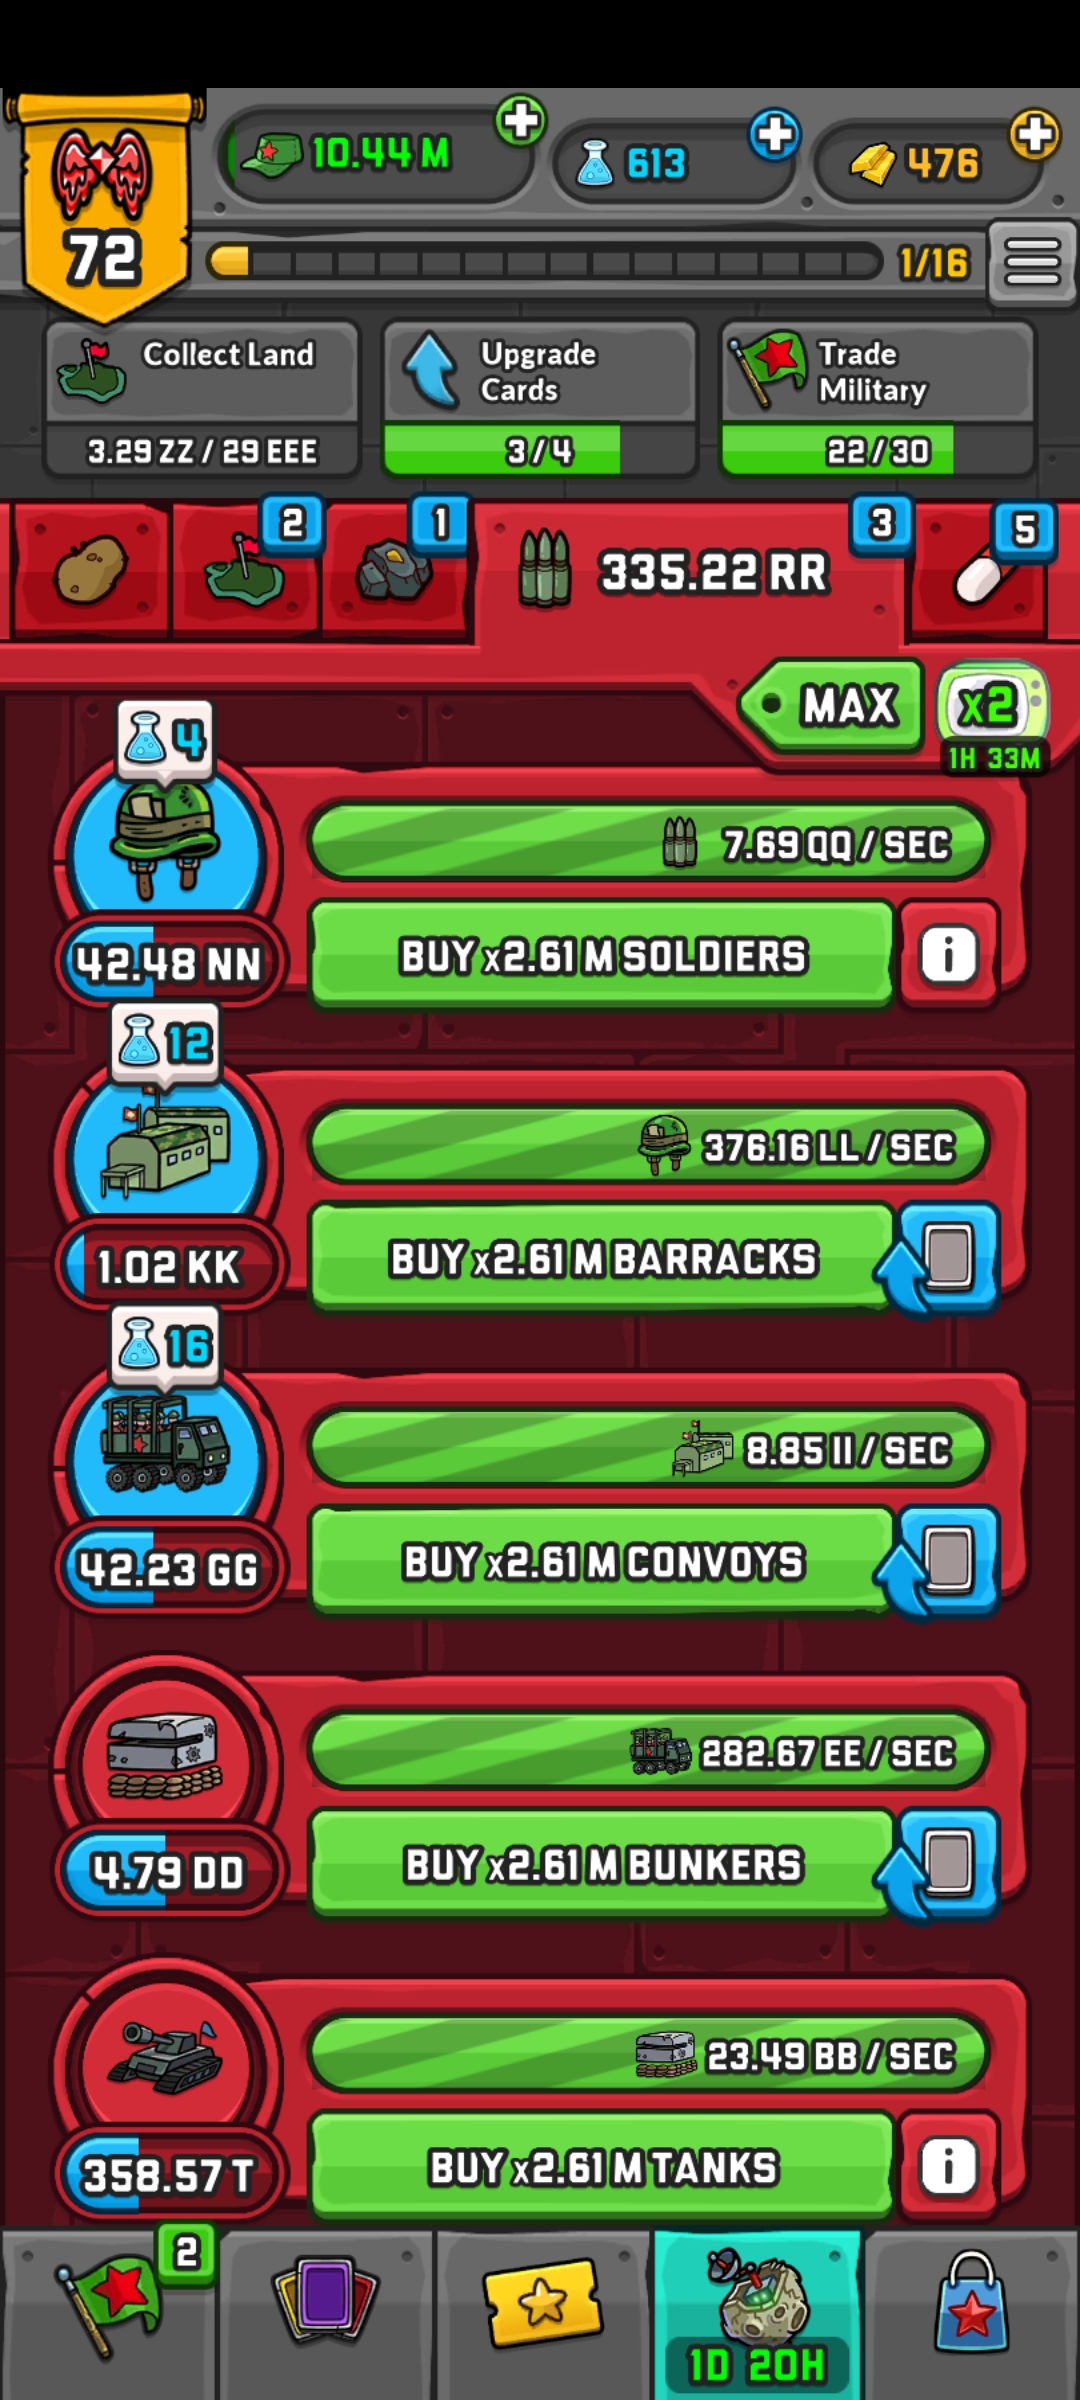 10.44 M
613
476
72
1/16
Collect Land
3.29 ZZ / 29 EEE
Upgrade
Cards
3/4
Trade
Military
22/30
2
1
335.22 RR
3
5
MAX
x2
1H 33M
4
7.69 QQ / SEC
42.48 NN
BUY x2.61 M SOLDIERS
i
12
376.16 LL / SEC
1.02 KK
BUY x2.61 M BARRACKS
16
8.85 II / SEC
42.23 GG
BUY x2.61 M CONVOYS
282.67 EE / SEC
4.79 DD
BUY x2.61 M BUNKERS
23.49 BB / SEC
358.57 T
BUY x2.61 M TANKS
i
2
1D 20H